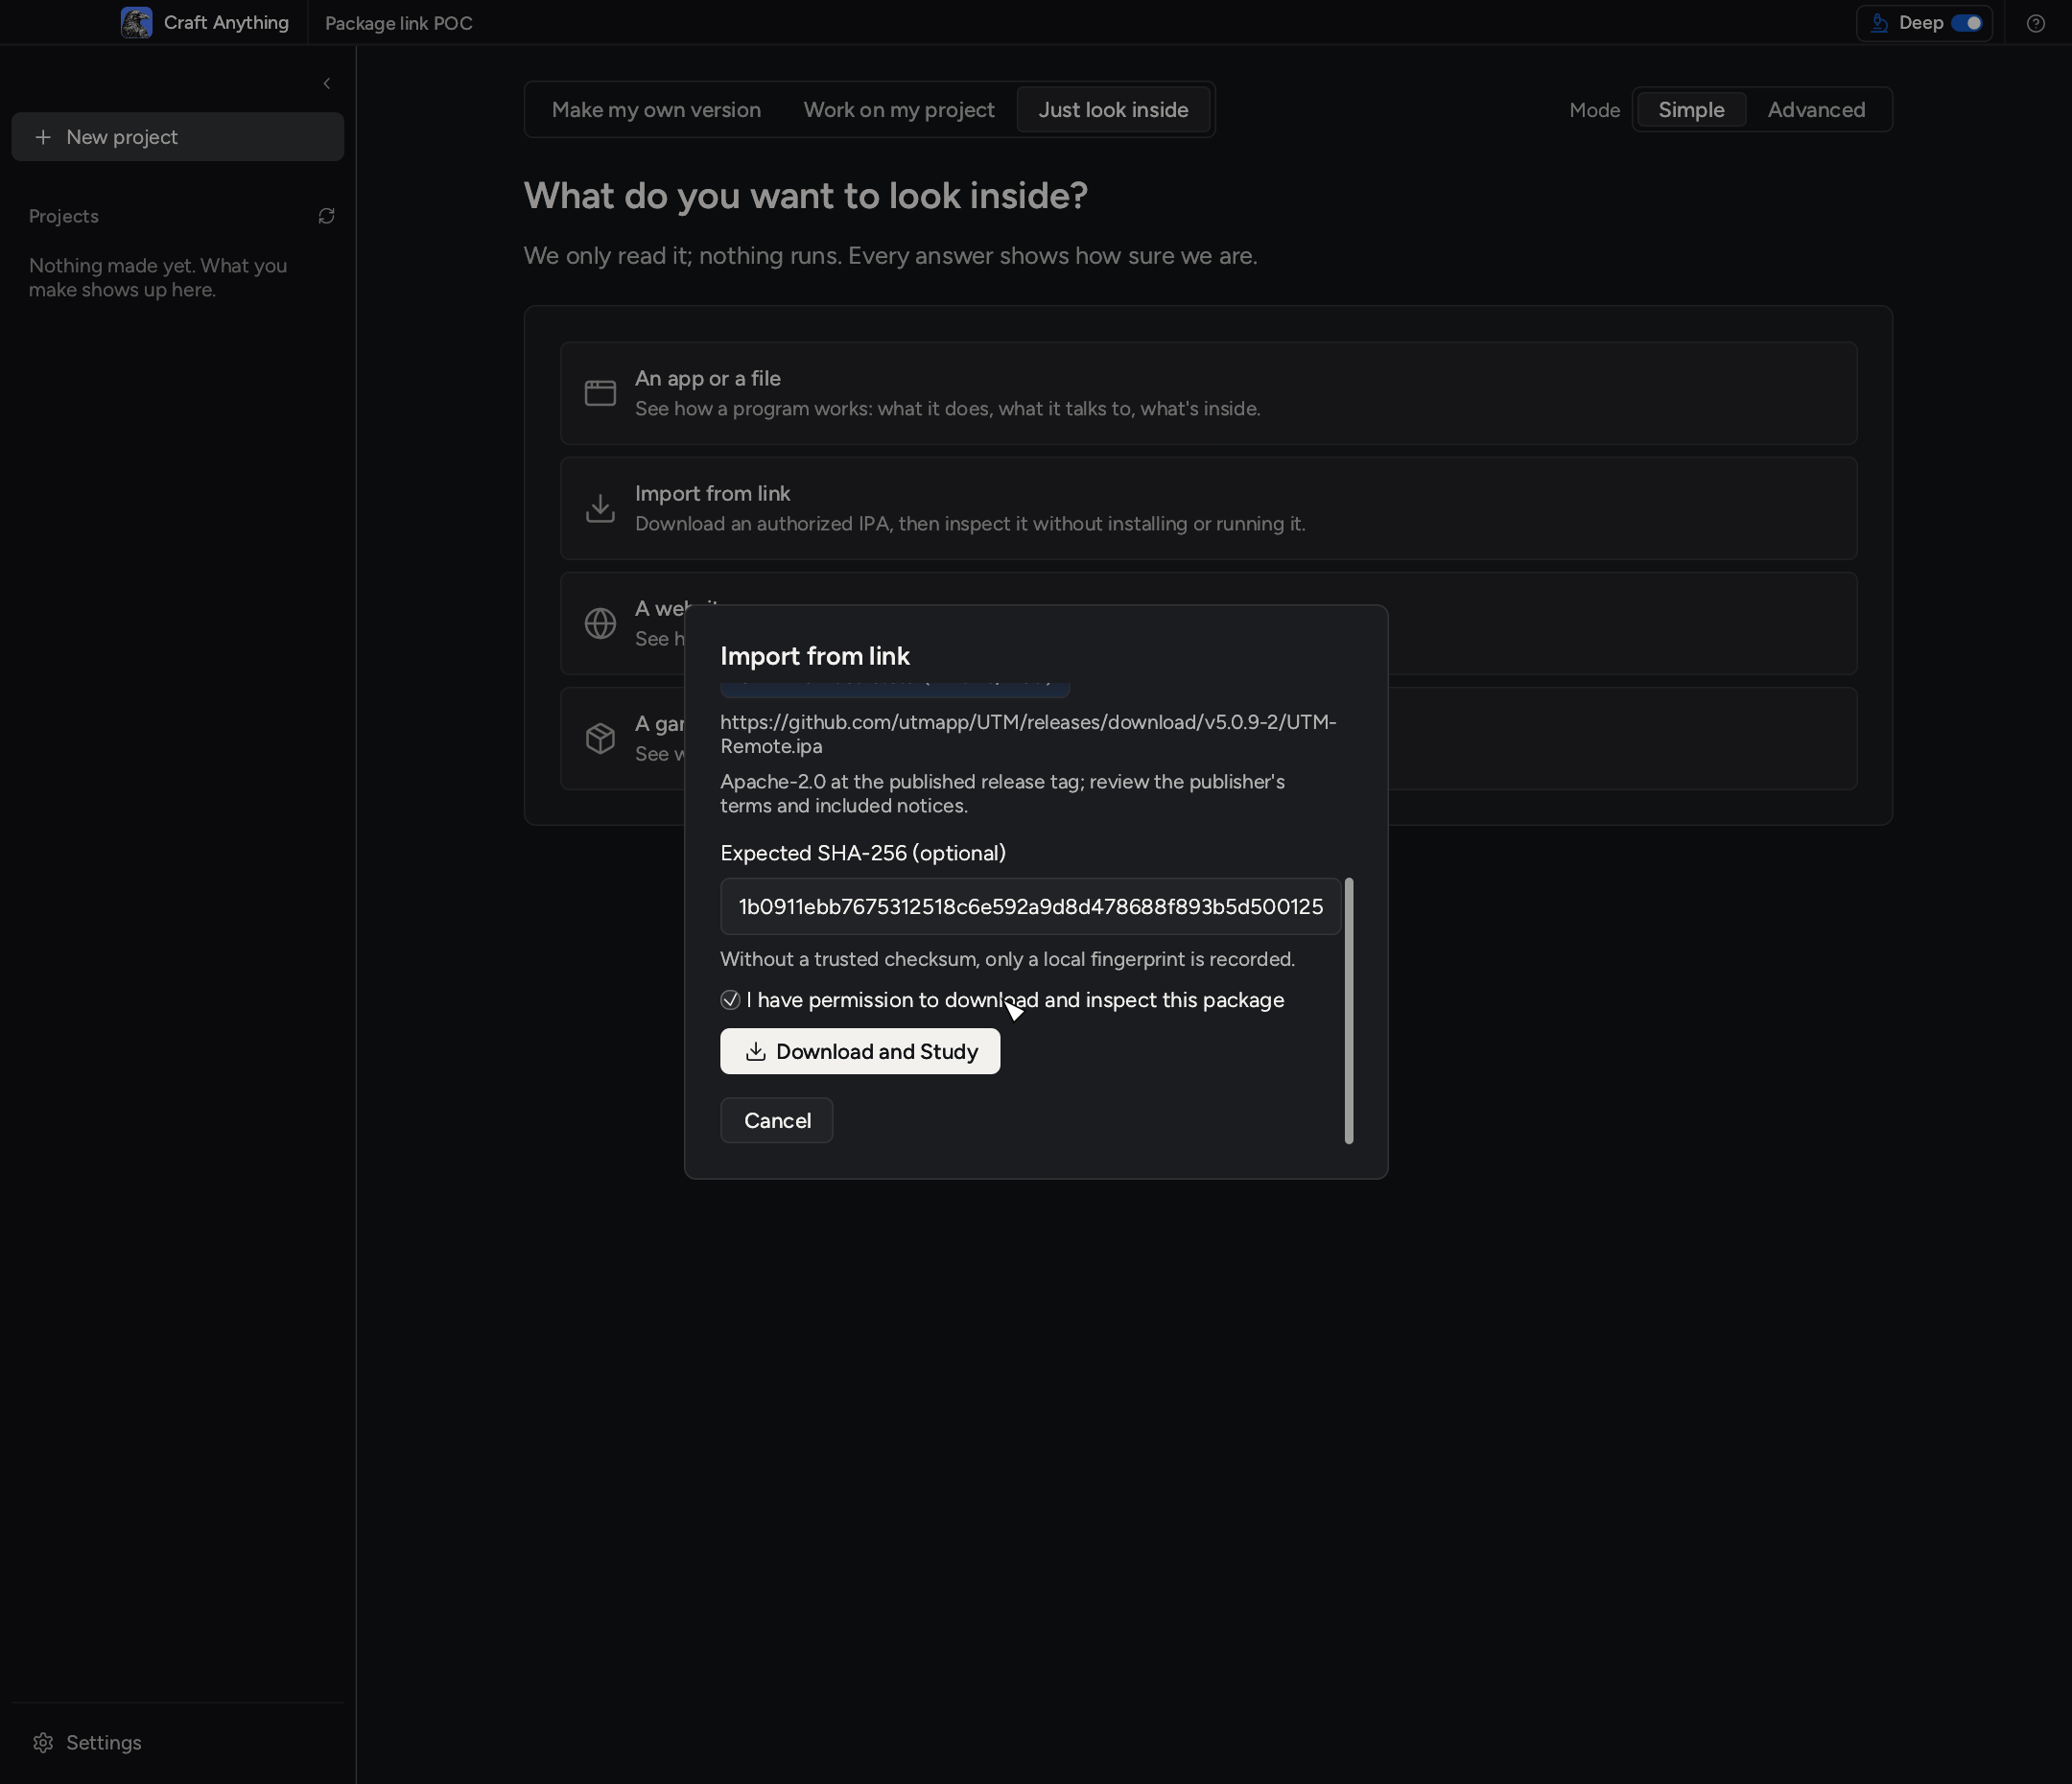 Craft Anything
Package link POC
Deep
New project
Projects
Nothing made yet. What you
make shows up here.
Settings
Make my own version
Work on my project
Just look inside
Mode
Simple
Advanced
What do you want to look inside?
We only read it; nothing runs. Every answer shows how sure we are.
An app or a file
See how a program works: what it does, what it talks to, what's inside.
Import from link
Download an authorized IPA, then inspect it without installing or running it.
A
See
A
See
Import from link
https://github.com/utmapp/UTM/releases/download/v5.0.9-2/UTM-
Remote.ipa
Apache-2.0 at the published release tag; review the publisher's
terms and included notices.
Expected SHA-256 (optional)
1b0911ebb7675312518c6e592a9d8d478688f893b5d500125
Without a trusted checksum, only a local fingerprint is recorded.
I have permission to download and inspect this package
Download and Study
Cancel